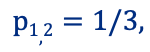 p₁,₂ = 1/3,